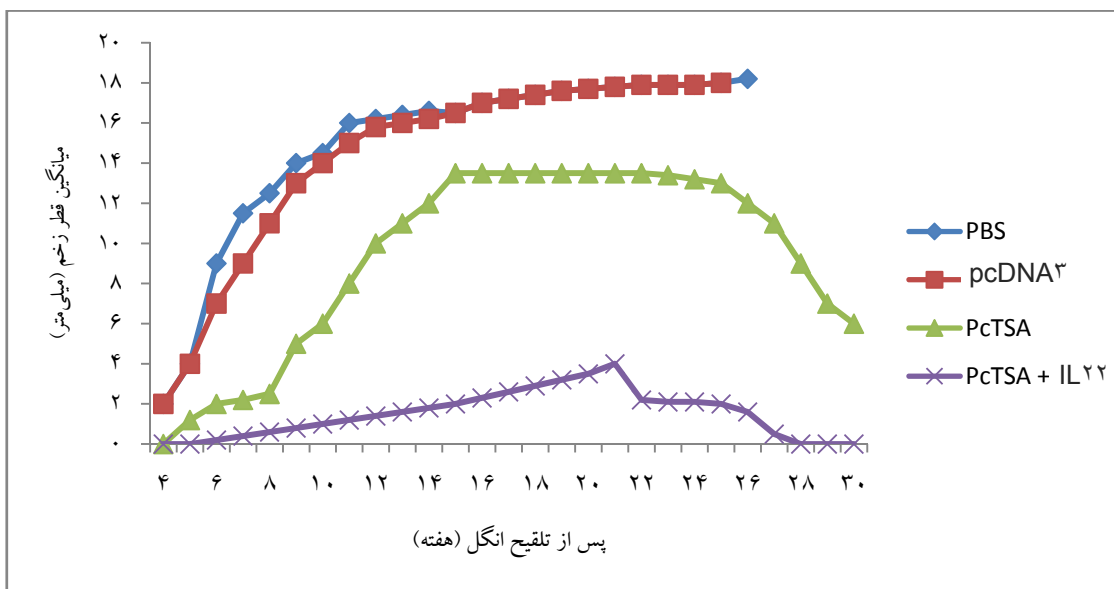 میانگین قطر زخم (میلی‌متر)
۲۰
۱۸
۱۶
۱۴
۱۲
۱۰
۸
۶
۴
۲
۰
۴ ۶ ۸ ۱۰ ۱۲ ۱۴ ۱۶ ۱۸ ۲۰ ۲۲ ۲۴ ۲۶ ۲۸ ۳۰
پس از تلقیح انگل (هفته)
PBS
pcDNA۳
PcTSA
PcTSA + IL۲۲